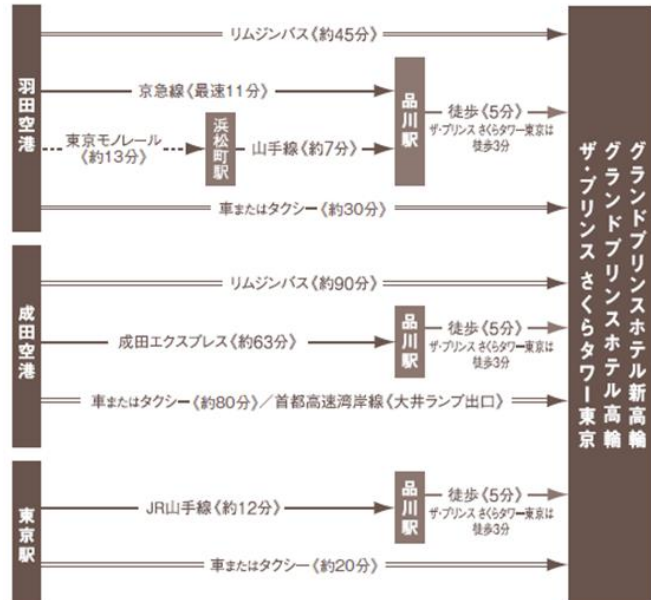 羽田空港
リムジンバス《約45分》
京急線《最速11分》
東京モノレール
《約13分》
浜松町駅
山手線《約7分》
品川駅
徒歩《5分》
ザ・プリンス さくらタワー東京は
徒歩3分
車またはタクシー《約30分》
成田空港
リムジンバス《約90分》
成田エクスプレス《約63分》
品川駅
徒歩《5分》
ザ・プリンス さくらタワー東京は
徒歩3分
車またはタクシー《約80分》／首都高速湾岸線《大井ランプ出口》
東京駅
JR山手線《約12分》
品川駅
徒歩《5分》
ザ・プリンス さくらタワー東京は
徒歩3分
車またはタクシー《約20分》
グランドプリンスホテル新高輪
グランドプリンスホテル高輪
ザ・プリンス さくらタワー東京